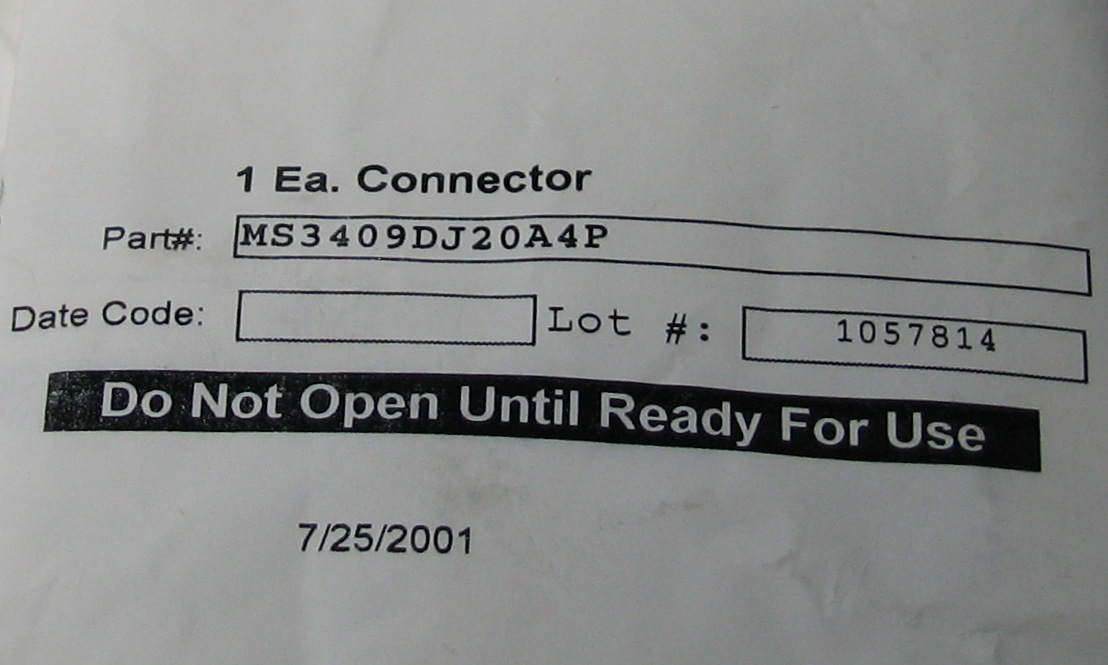 1 Ea. Connector
Part#: MS3409DJ20A4P
Date Code: Lot #: 1057814
Do Not Open Until Ready For Use
7/25/2001